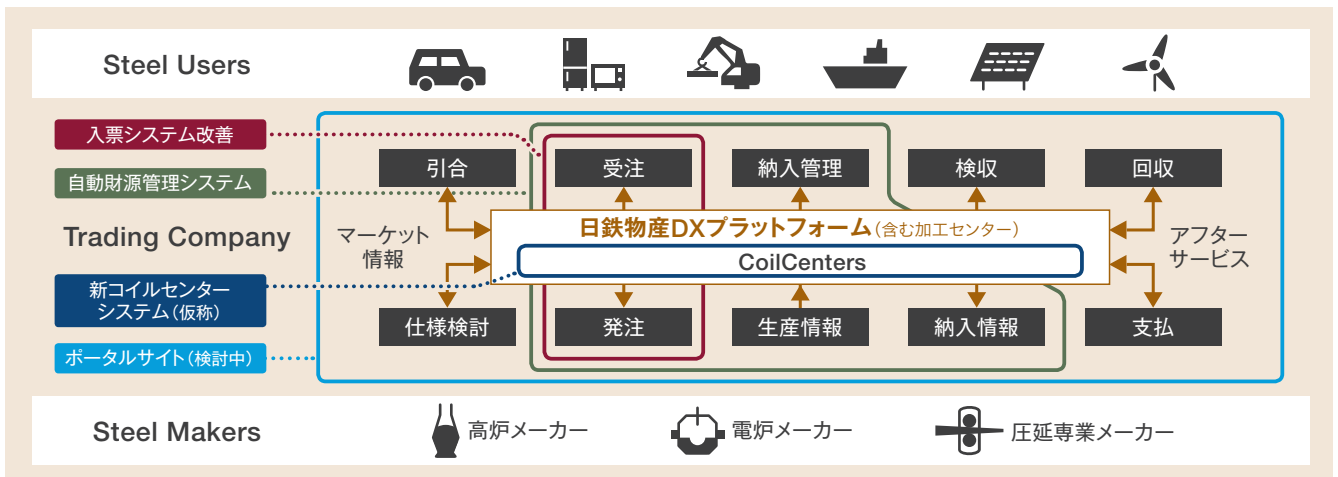 Steel Users
入票システム改善
自動財源管理システム
Trading Company
新コイルセンター
システム（仮称）
ポータルサイト（検討中）
引合
受注
納入管理
検収
回収
マーケット
情報
日鉄物産DXプラットフォーム（含む加工センター）
CoilCenters
アフター
サービス
仕様検討
発注
生産情報
納入情報
支払
Steel Makers
高炉メーカー
電炉メーカー
圧延専業メーカー